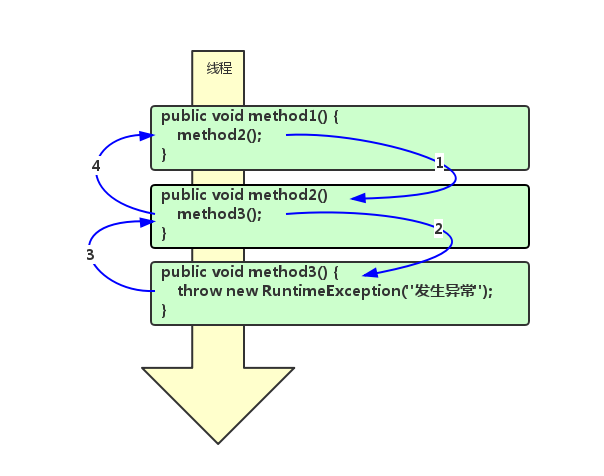 线程
public void method1() {
method2();
}
1
4
public void method2()
method3();
}
2
3
public void method3() {
throw new RuntimeException("发生异常");
}